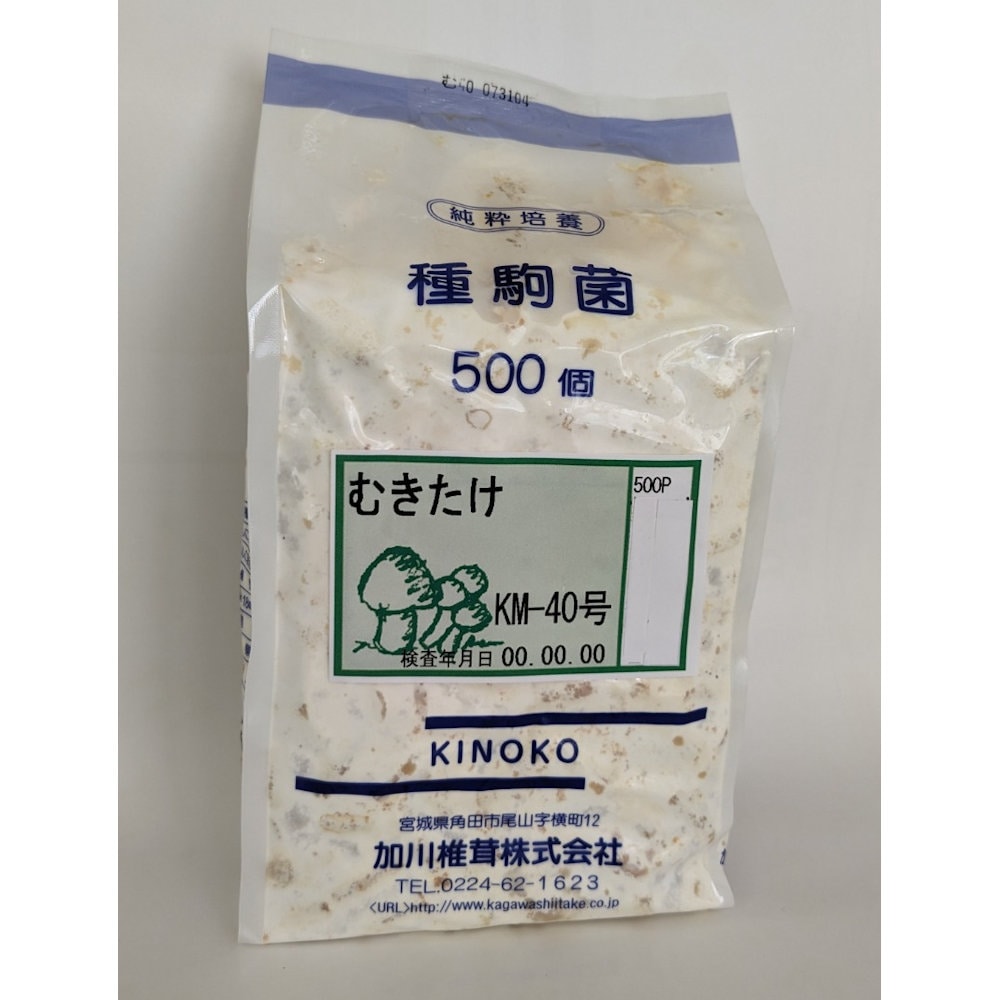 む40 073104
純粋培養
種駒菌
500個
むきたけ
500P
KM-40号
検査年月日 00.00.00
KINOKO
宮城県角田市尾山字横町12
加川椎茸株式会社
TEL.0224-62-1623
〈URL〉http://www.kagawashiitake.co.jp